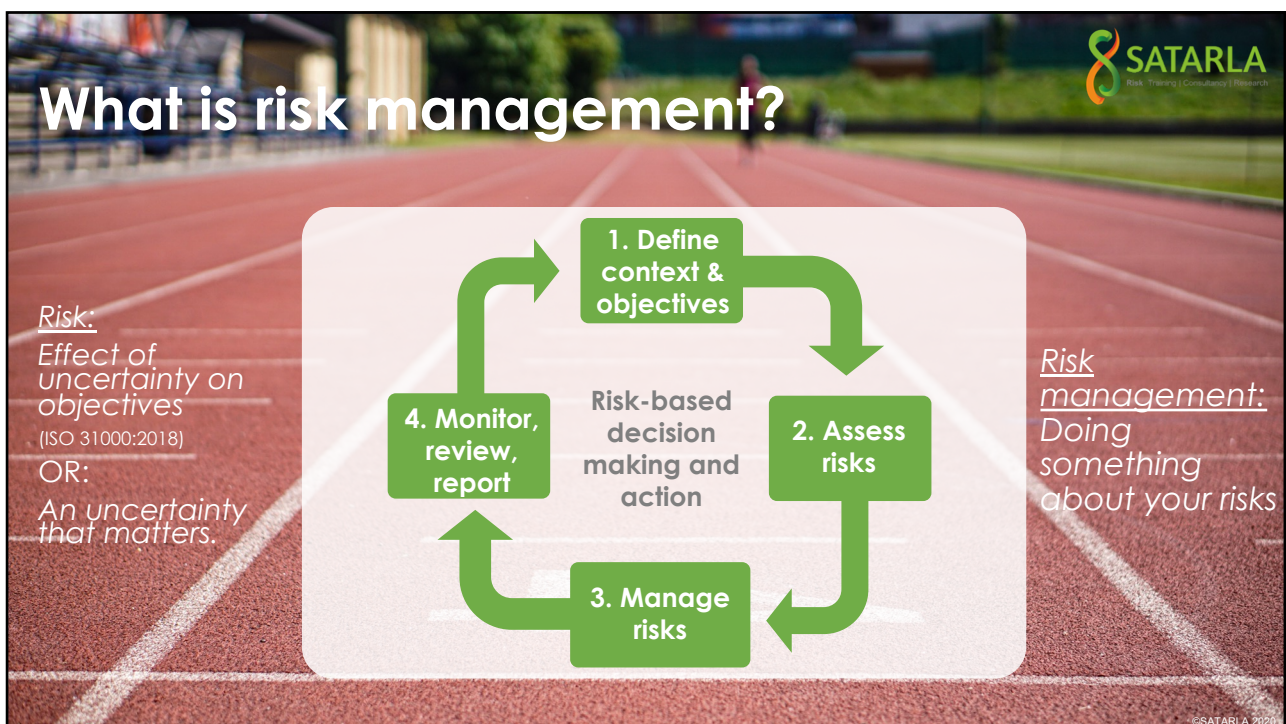 SATARLA
Risk Training | Consultancy | Research
What is risk management?
Risk:
Effect of
uncertainty on
objectives
(ISO 31000:2018)
OR:
An uncertainty
that matters.
1. Define
context &
objectives
2. Assess
risks
3. Manage
risks
4. Monitor,
review,
report
Risk-based
decision
making and
action
Risk
management:
Doing
something
about your risks
©SATARLA 2020